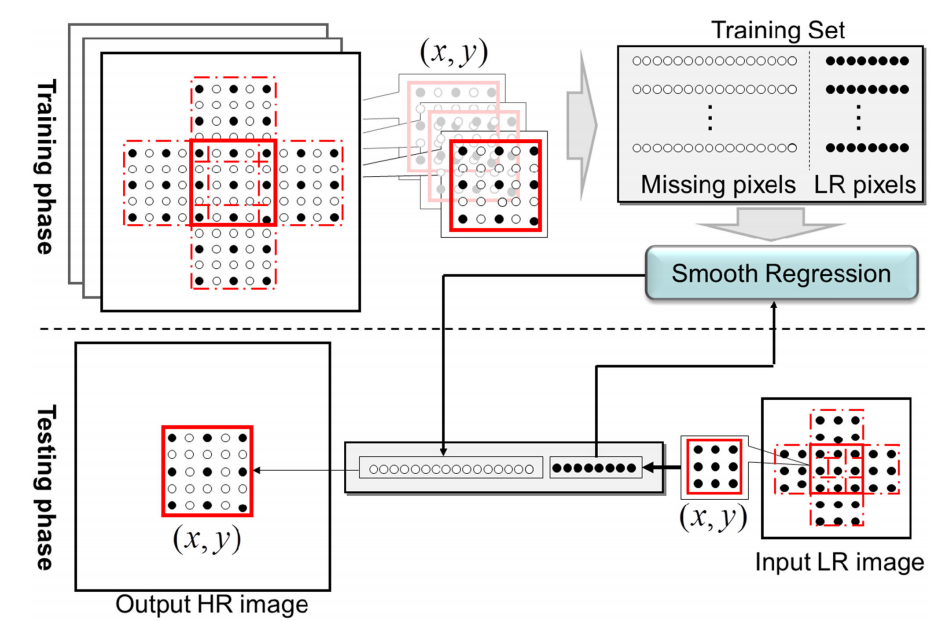 Training phase
(x, y)
Training Set
Missing pixels
LR pixels
Smooth Regression
Testing phase
(x, y)
Output HR image
(x, y)
Input LR image